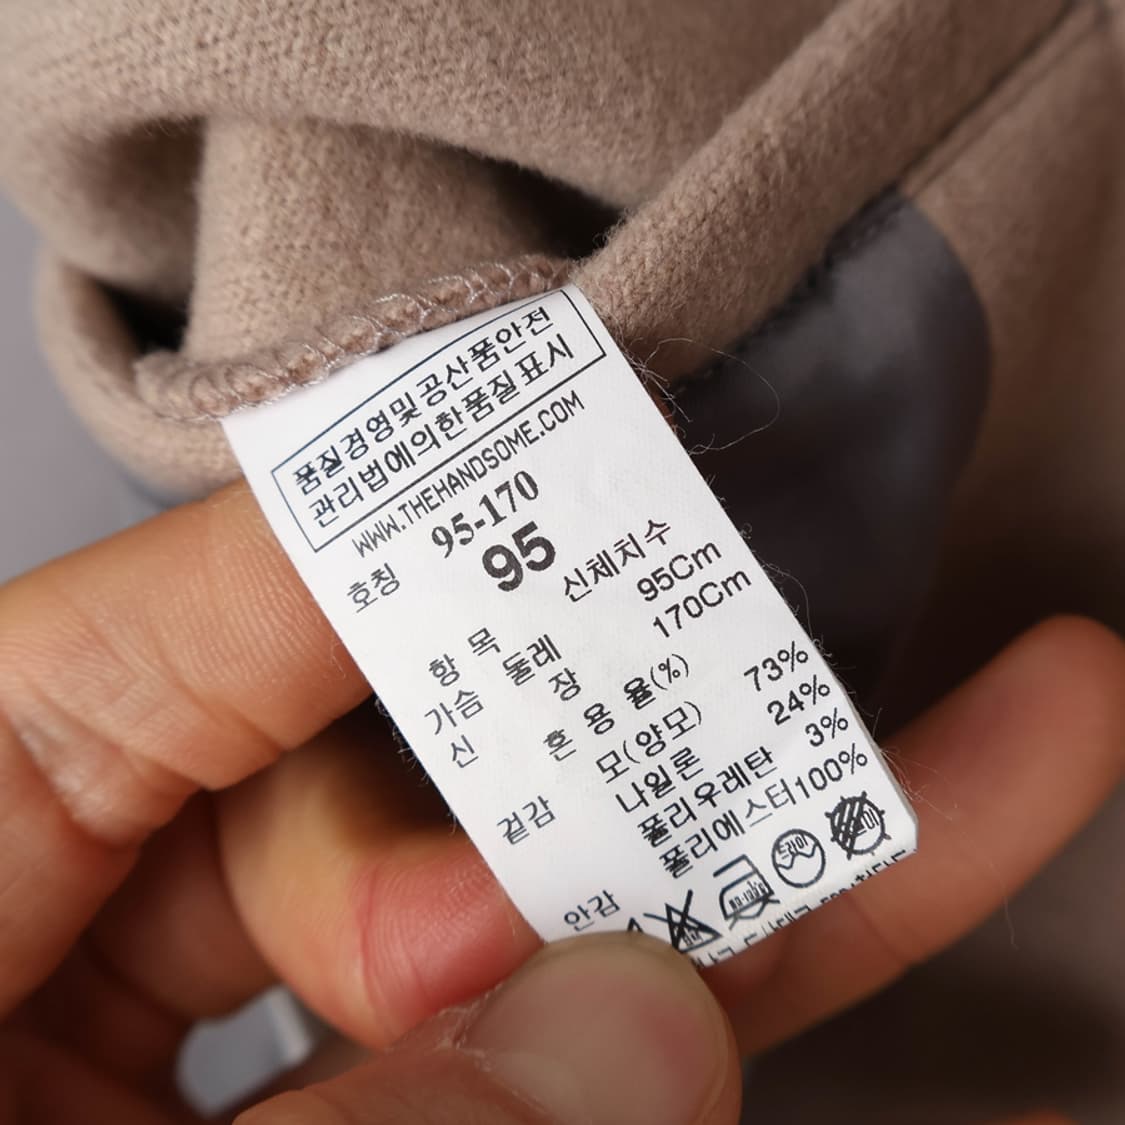 품질경영및공산품안전
관리법에의한품질표시
WWW.THEHANDSOME.COM
95-170
호칭 95
항 목 신체치수
가슴 둘레 95Cm
신 장 170Cm
혼 용 율(%)
겉감 모(양모) 73%
나일론 24%
폴리우레탄 3%
안감 폴리에스터100%
드라이